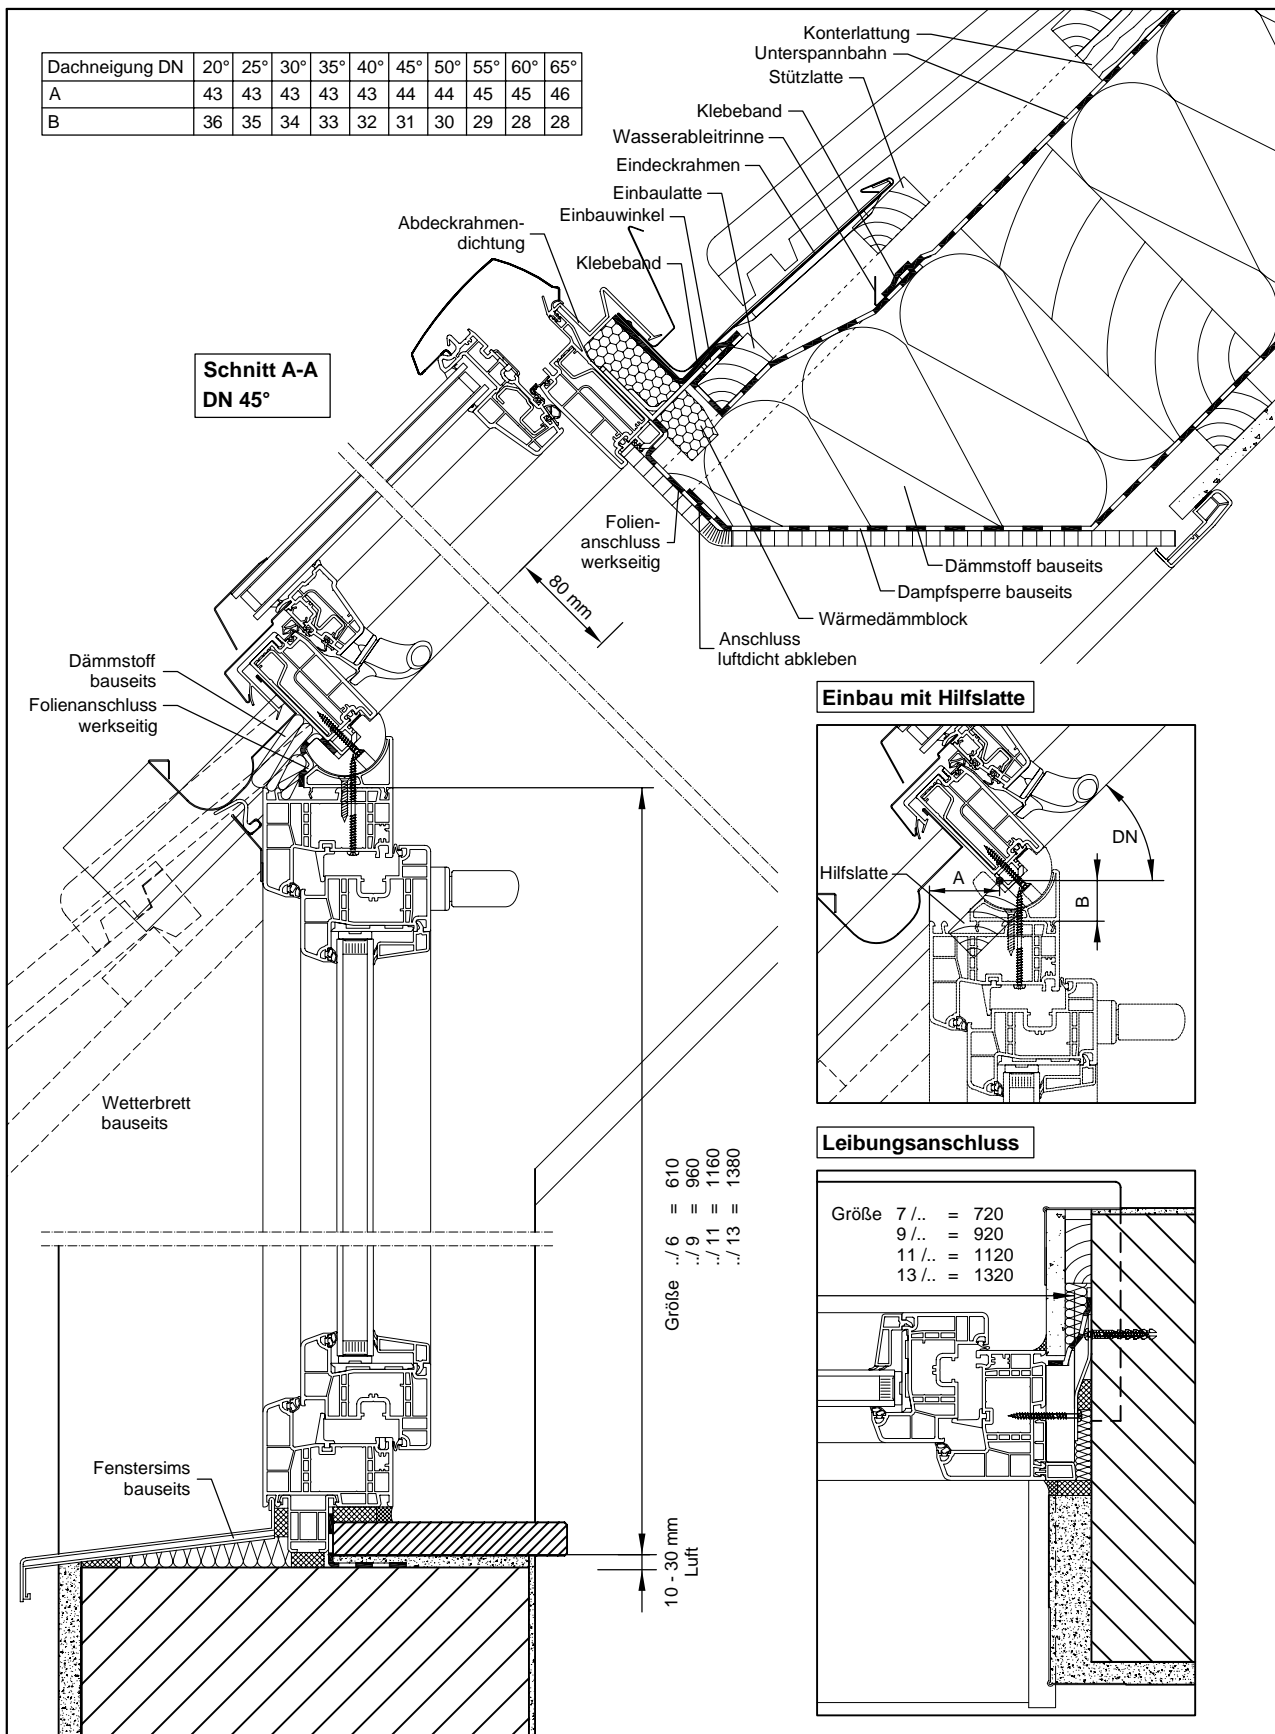 Dachneigung DN 20° 25° 30° 35° 40° 45° 50° 55° 60° 65°
A 43 43 43 43 43 44 44 45 45 46
B 36 35 34 33 32 31 30 29 28 28
Konterlattung
Unterspannbahn
Stützlatte
Klebeband
Wasserableitrinne
Eindeckrahmen
Einbaulatte
Einbauwinkel
Klebeband
Abdeckrahmen-
dichtung
Schnitt A-A
DN 45°
Folien-
anschluss
werkseitig
80 mm
Dämmstoff bauseits
Dampfsperre bauseits
Wärmedämmblock
Anschluss
luftdicht abkleben
Dämmstoff
bauseits
Folienanschluss
werkseitig
Einbau mit Hilfslatte
DN
Hilfslatte
A
B
Wetterbrett
bauseits
Größe ../ 6 = 610
../ 9 = 960
../ 11 = 1160
../ 13 = 1380
Leibungsanschluss
Größe 7 /.. = 720
9 /.. = 920
11 /.. = 1120
13 /.. = 1320
Fenstersims
bauseits
10 - 30 mm
Luft